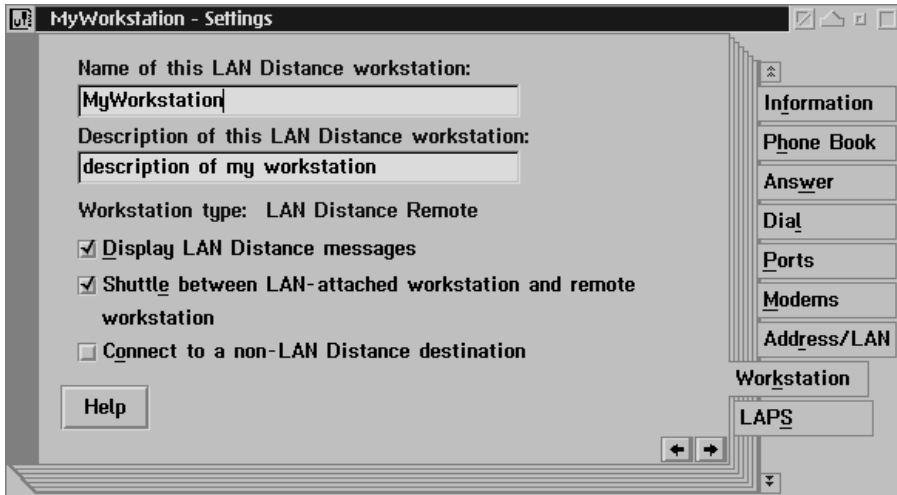 MyWorkstation - Settings
Name of this LAN Distance workstation:
MyWorkstation
Description of this LAN Distance workstation:
description of my workstation
Workstation type: LAN Distance Remote
Display LAN Distance messages
Shuttle between LAN-attached workstation and remote
workstation
Connect to a non-LAN Distance destination
Help
Information
Phone Book
Answer
Dial
Ports
Modems
Address/LAN
Workstation
LAPS